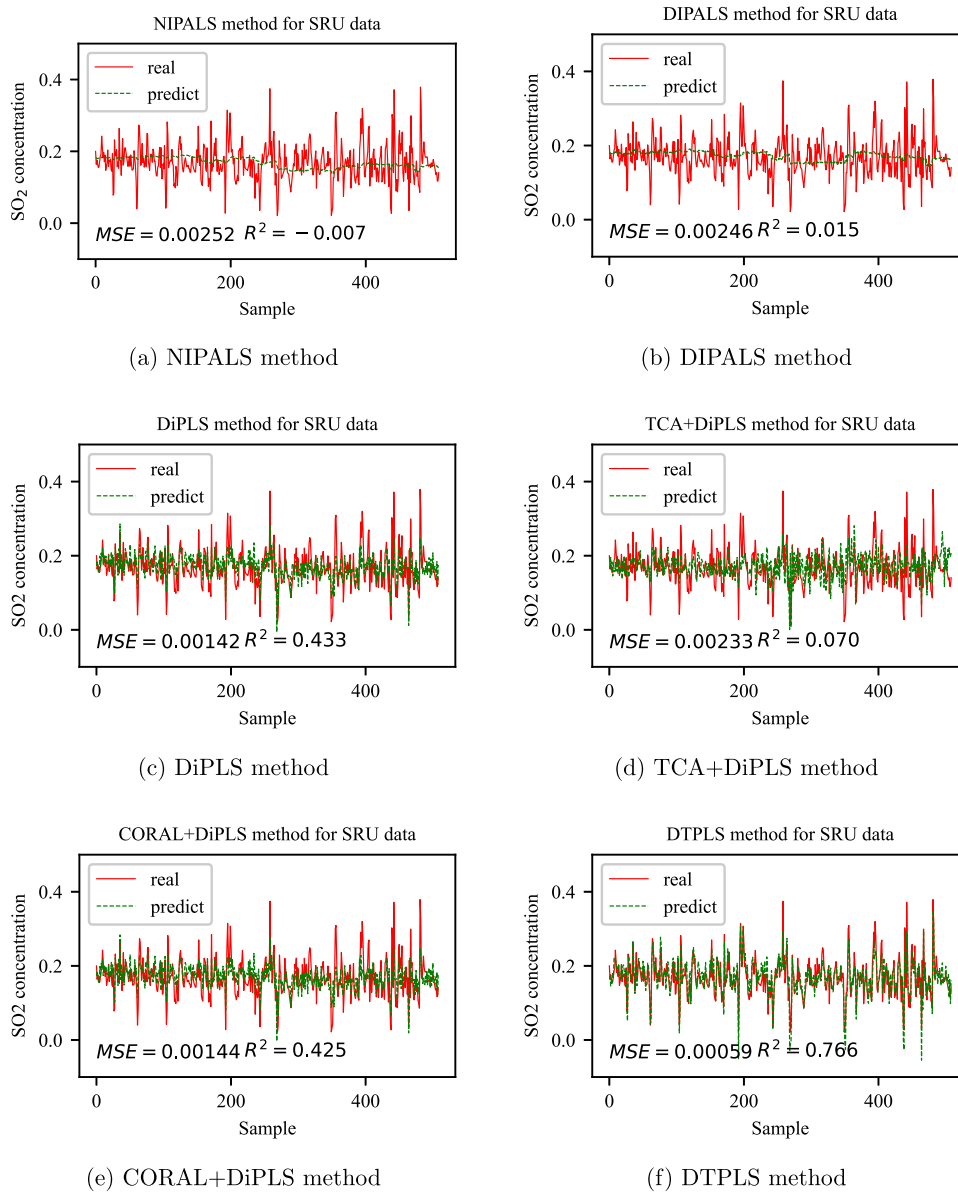 NIPALS method for SRU data
0.4
0.2
0.0
SO₂ concentration
real
predict
MSE = 0.00252 R² = −0.007
0 200 400
Sample
(a) NIPALS method
DIPALS method for SRU data
0.4
0.2
0.0
SO2 concentration
real
predict
MSE = 0.00246 R² = 0.015
0 200 400
Sample
(b) DIPALS method
DiPLS method for SRU data
0.4
0.2
0.0
SO2 concentration
real
predict
MSE = 0.00142 R² = 0.433
0 200 400
Sample
(c) DiPLS method
TCA+DiPLS method for SRU data
0.4
0.2
0.0
SO2 concentration
real
predict
MSE = 0.00233 R² = 0.070
0 200 400
Sample
(d) TCA+DiPLS method
CORAL+DiPLS method for SRU data
0.4
0.2
0.0
SO2 concentration
real
predict
MSE = 0.00144 R² = 0.425
0 200 400
Sample
(e) CORAL+DiPLS method
DTPLS method for SRU data
0.4
0.2
0.0
SO2 concentration
real
predict
MSE = 0.00059 R² = 0.766
0 200 400
Sample
(f) DTPLS method